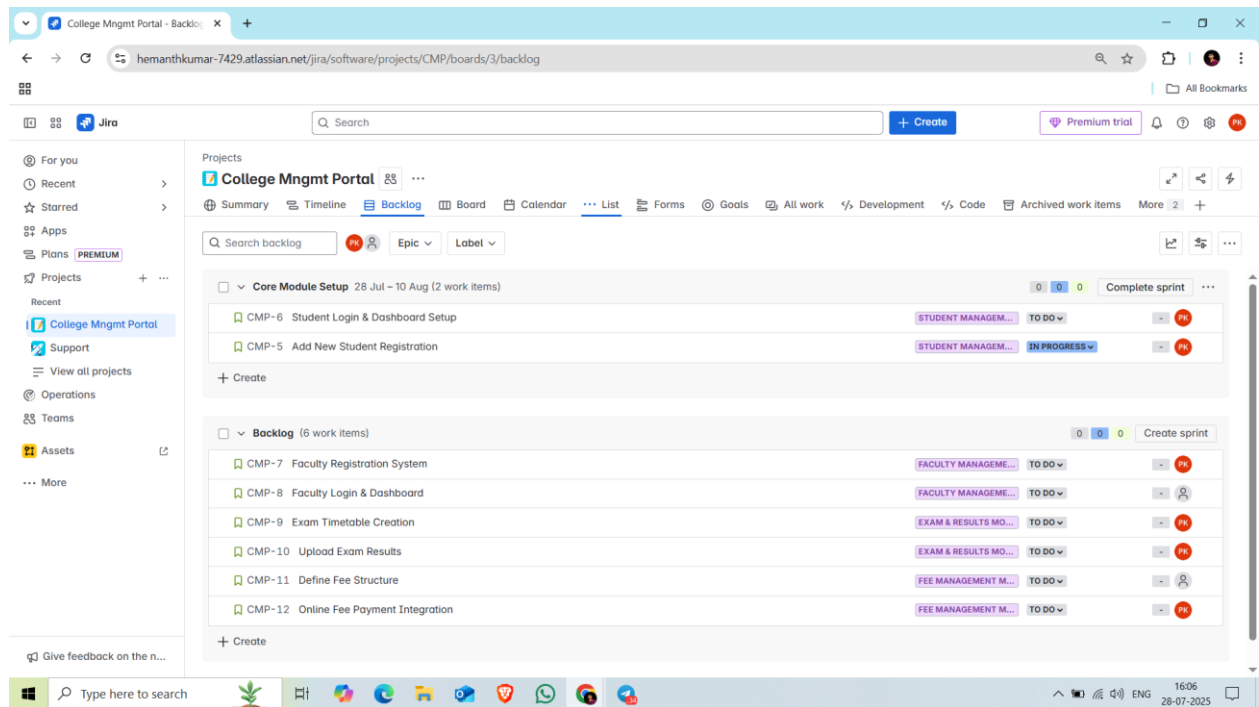 College Mngmt Portal - Backlog
hemanthkumar-7429.atlassian.net/jira/software/projects/CMP/boards/3/backlog
All Bookmarks
Jira
Search
+ Create
Premium trial
PK
For you
Recent
Starred
Apps
Plans PREMIUM
Projects
Recent
College Mngmt Portal
Support
View all projects
Operations
Teams
Assets
More
Give feedback on the n...
Projects
College Mngmt Portal
Summary Timeline Backlog Board Calendar List Forms Goals All work Development Code Archived work items More 2
Search backlog PK Epic Label
Core Module Setup 28 Jul – 10 Aug (2 work items) 0 0 0 Complete sprint
CMP-6 Student Login & Dashboard Setup STUDENT MANAGEM... TO DO - PK
CMP-5 Add New Student Registration STUDENT MANAGEM... IN PROGRESS - PK
+ Create
Backlog (6 work items) 0 0 0 Create sprint
CMP-7 Faculty Registration System FACULTY MANAGEME... TO DO - PK
CMP-8 Faculty Login & Dashboard FACULTY MANAGEME... TO DO -
CMP-9 Exam Timetable Creation EXAM & RESULTS MO... TO DO - PK
CMP-10 Upload Exam Results EXAM & RESULTS MO... TO DO - PK
CMP-11 Define Fee Structure FEE MANAGEMENT M... TO DO -
CMP-12 Online Fee Payment Integration FEE MANAGEMENT M... TO DO - PK
+ Create
Type here to search
ENG
16:06
28-07-2025